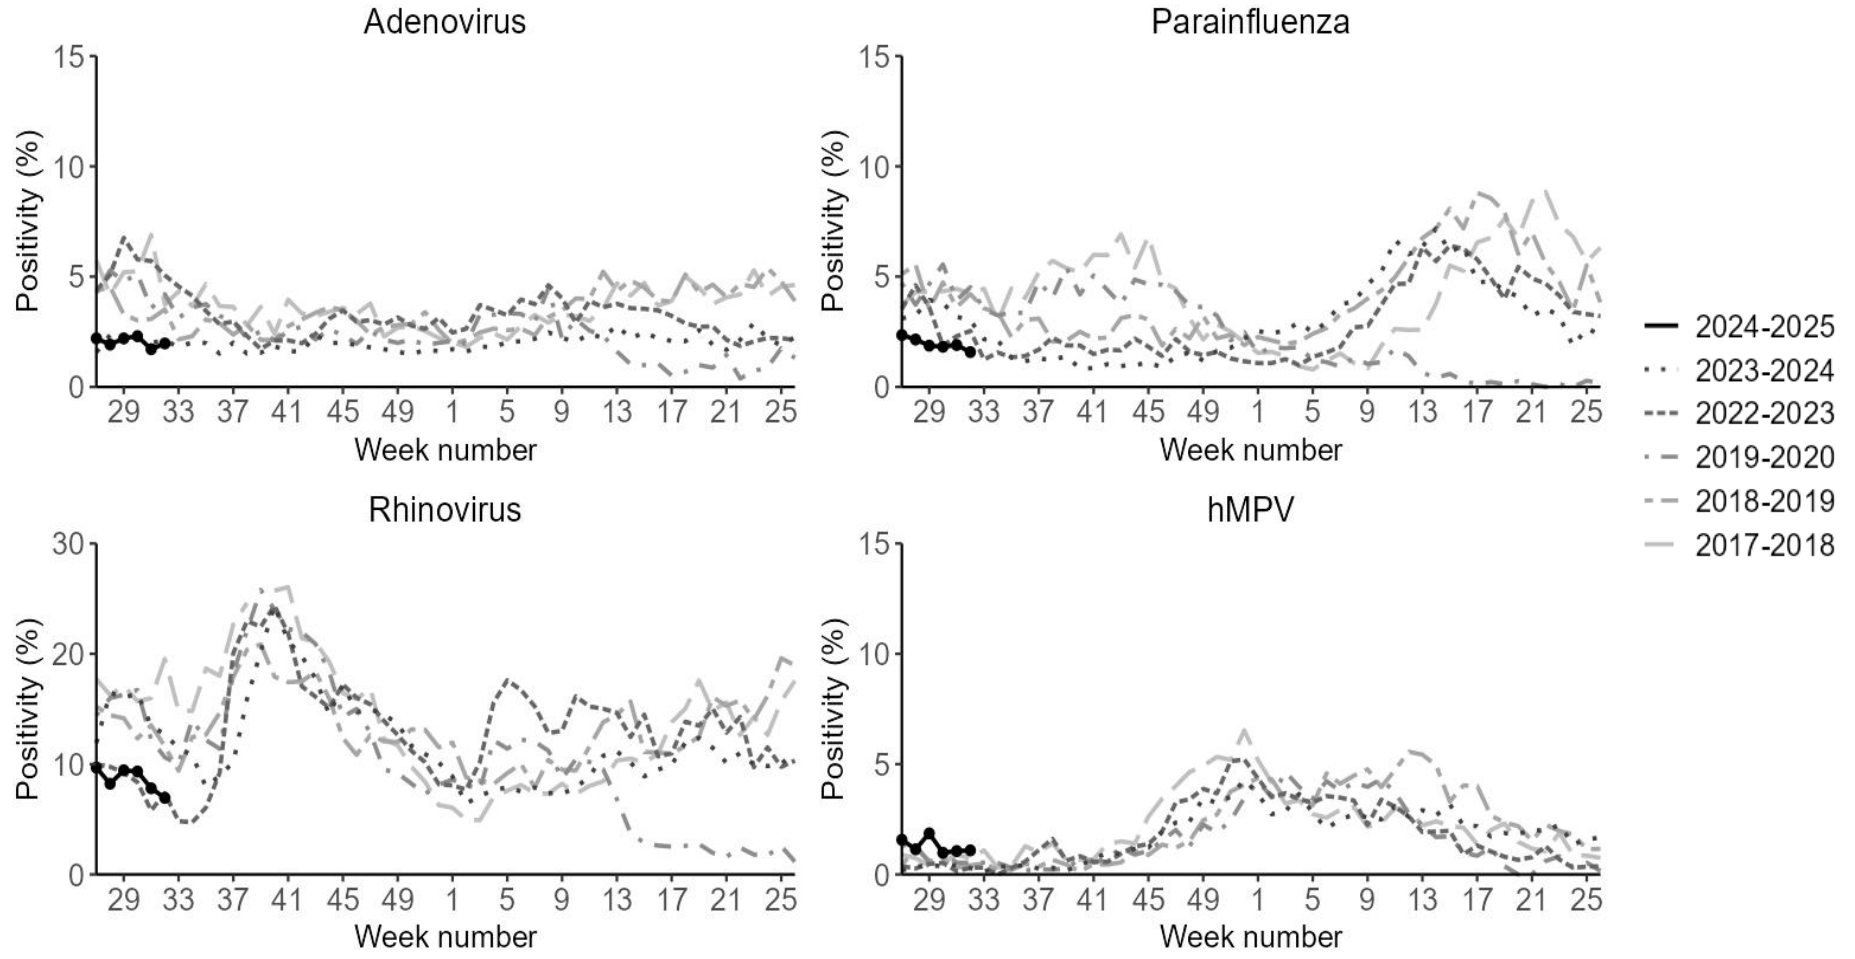 Adenovirus
Positivity (%)
15
10
5
0
29 33 37 41 45 49 1 5 9 13 17 21 25
Week number
Parainfluenza
Positivity (%)
15
10
5
0
29 33 37 41 45 49 1 5 9 13 17 21 25
Week number
Rhinovirus
Positivity (%)
30
20
10
0
29 33 37 41 45 49 1 5 9 13 17 21 25
Week number
hMPV
Positivity (%)
15
10
5
0
29 33 37 41 45 49 1 5 9 13 17 21 25
Week number
2024-2025
2023-2024
2022-2023
2019-2020
2018-2019
2017-2018